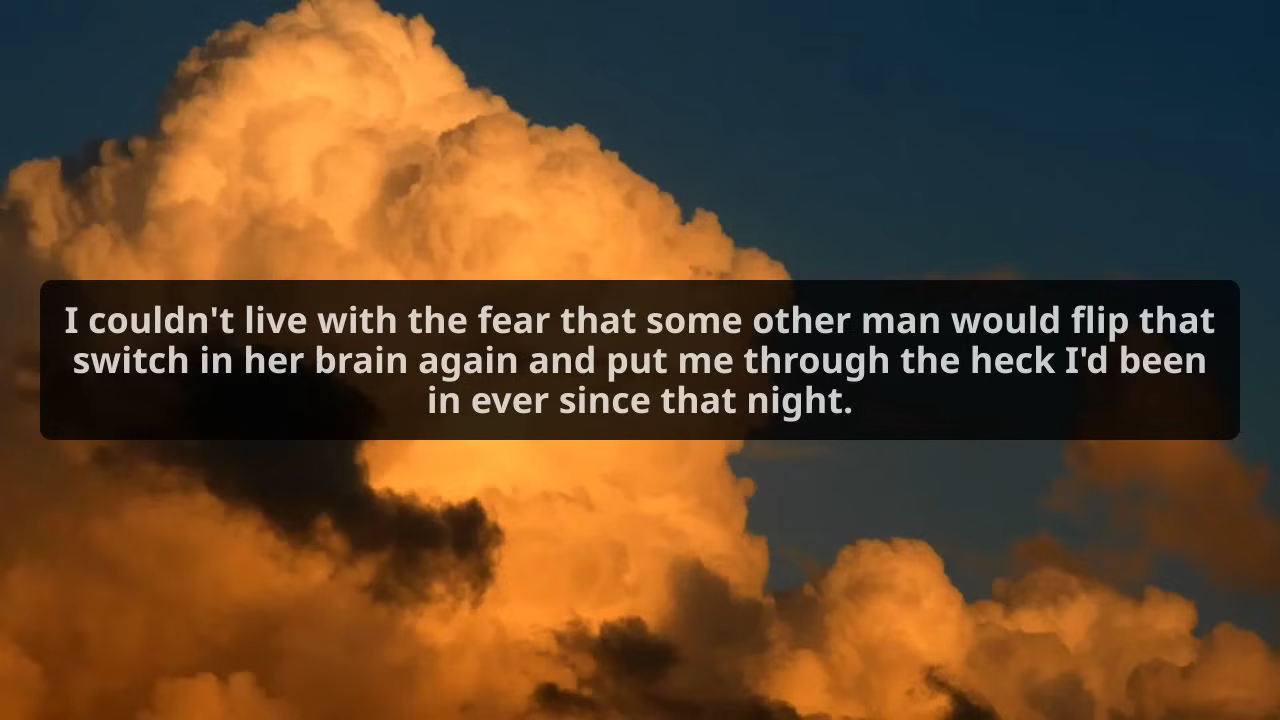 I couldn't live with the fear that some other man would flip that
switch in her brain again and put me through the heck I'd been
in ever since that night.